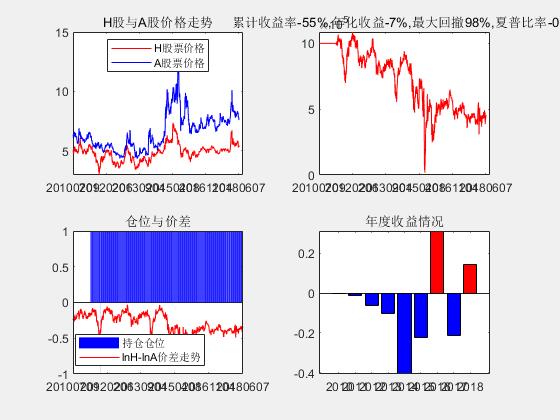 H股与A股价格走势
累计收益率-55%,年化收益-7%,最大回撤98%,夏普比率-0
15
10
5
H股票价格
A股票价格
10
5
0
仓位与价差
1
0.5
0
-0.5
-1
持仓仓位
lnH-lnA价差走势
年度收益情况
0.2
0
-0.2
-0.4